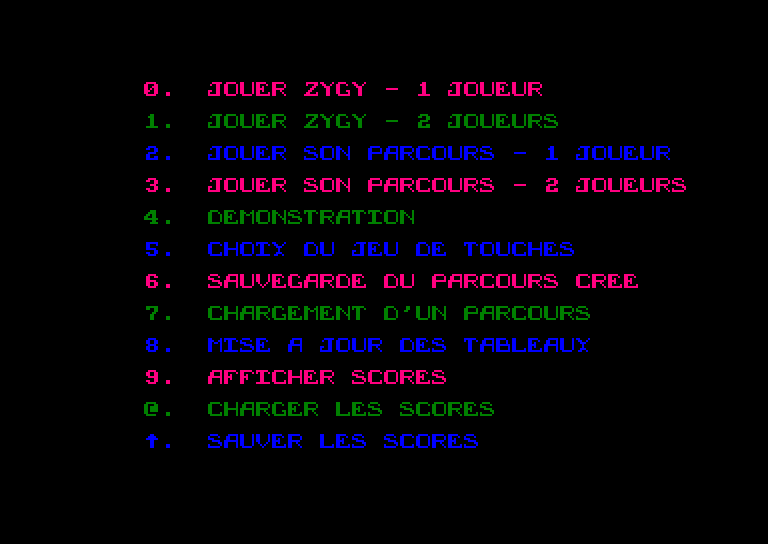 0. JOUER ZYGY - 1 JOUEUR
1. JOUER ZYGY - 2 JOUEURS
2. JOUER SON PARCOURS - 1 JOUEUR
3. JOUER SON PARCOURS - 2 JOUEURS
4. DEMONSTRATION
5. CHOIX DU JEU DE TOUCHES
6. SAUVEGARDE DU PARCOURS CREE
7. CHARGEMENT D'UN PARCOURS
8. MISE A JOUR DES TABLEAUX
9. AFFICHER SCORES
@. CHARGER LES SCORES
↑. SAUVER LES SCORES